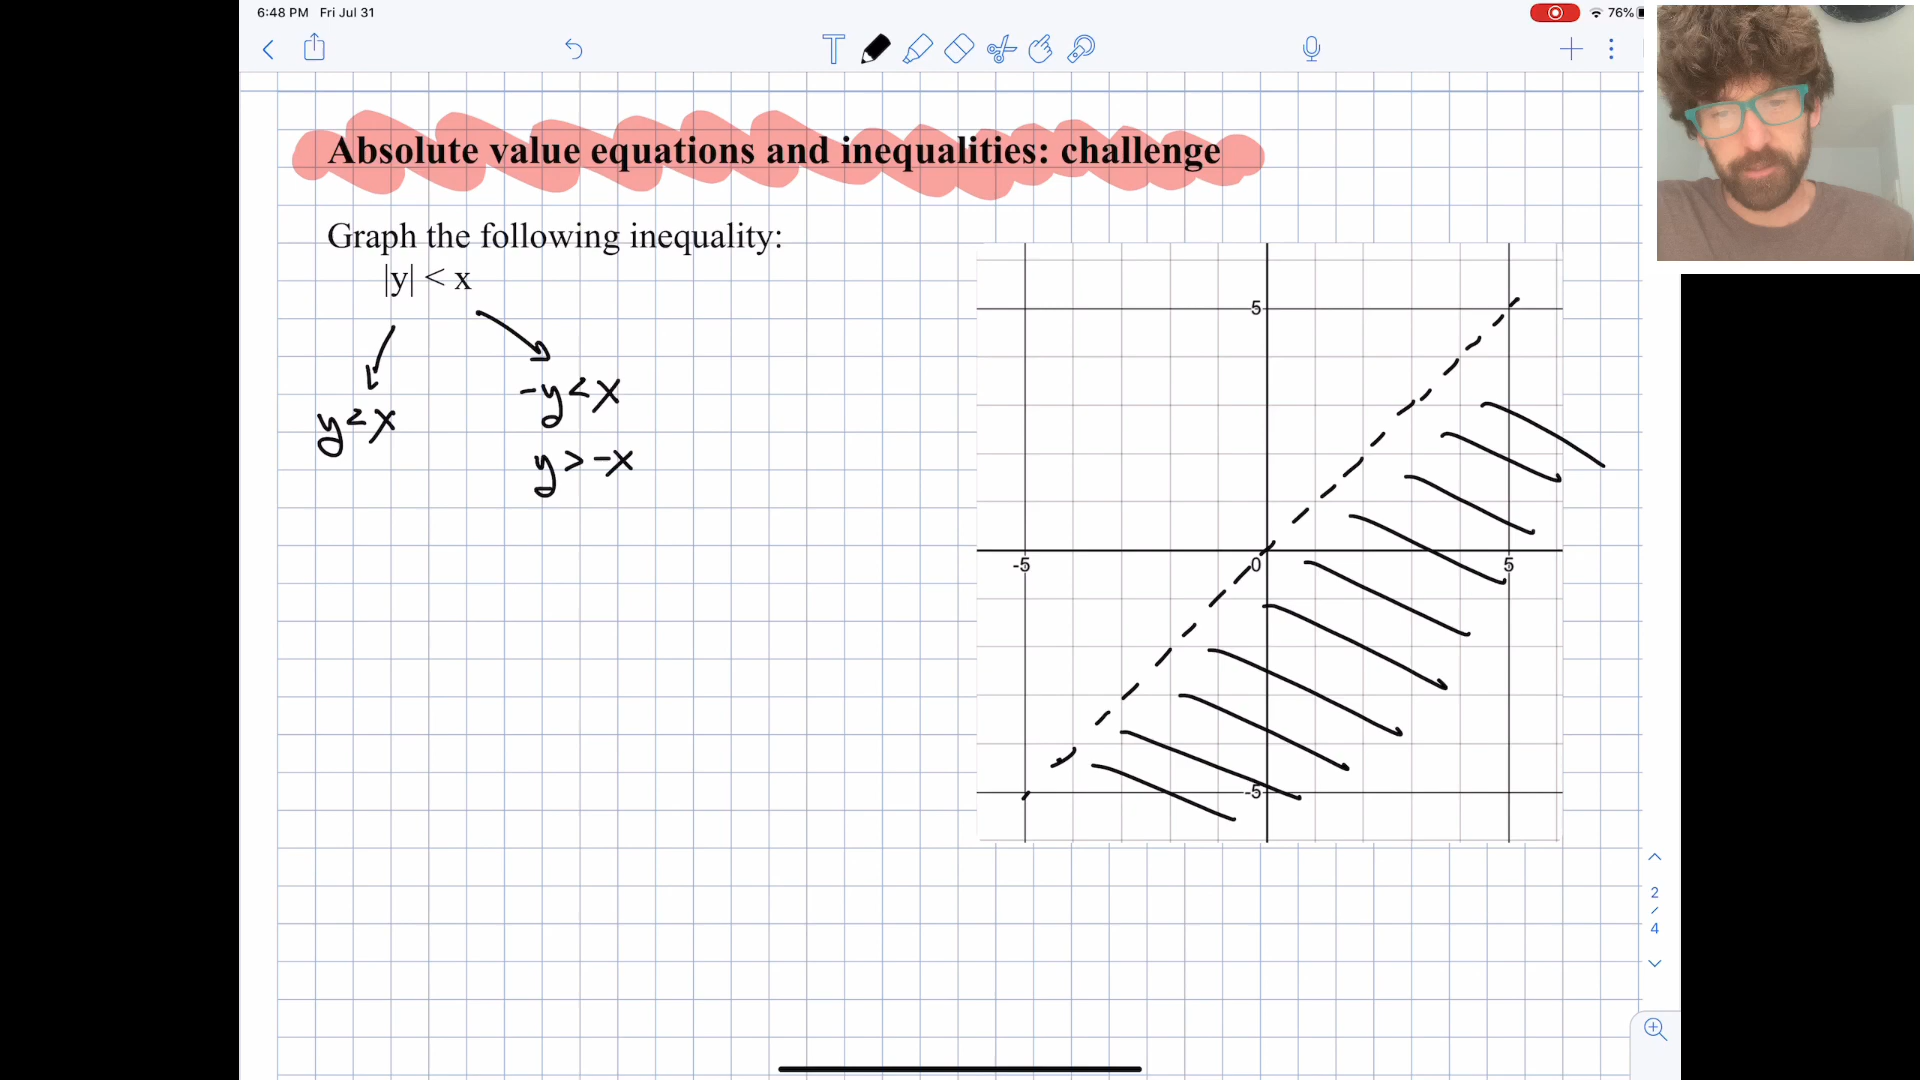 6:48 PM Fri Jul 31
76%
Absolute value equations and inequalities: challenge
Graph the following inequality:
|y| < x
y < x
-y < x
y > -x
5
-5 0 5
-5
2
/
4